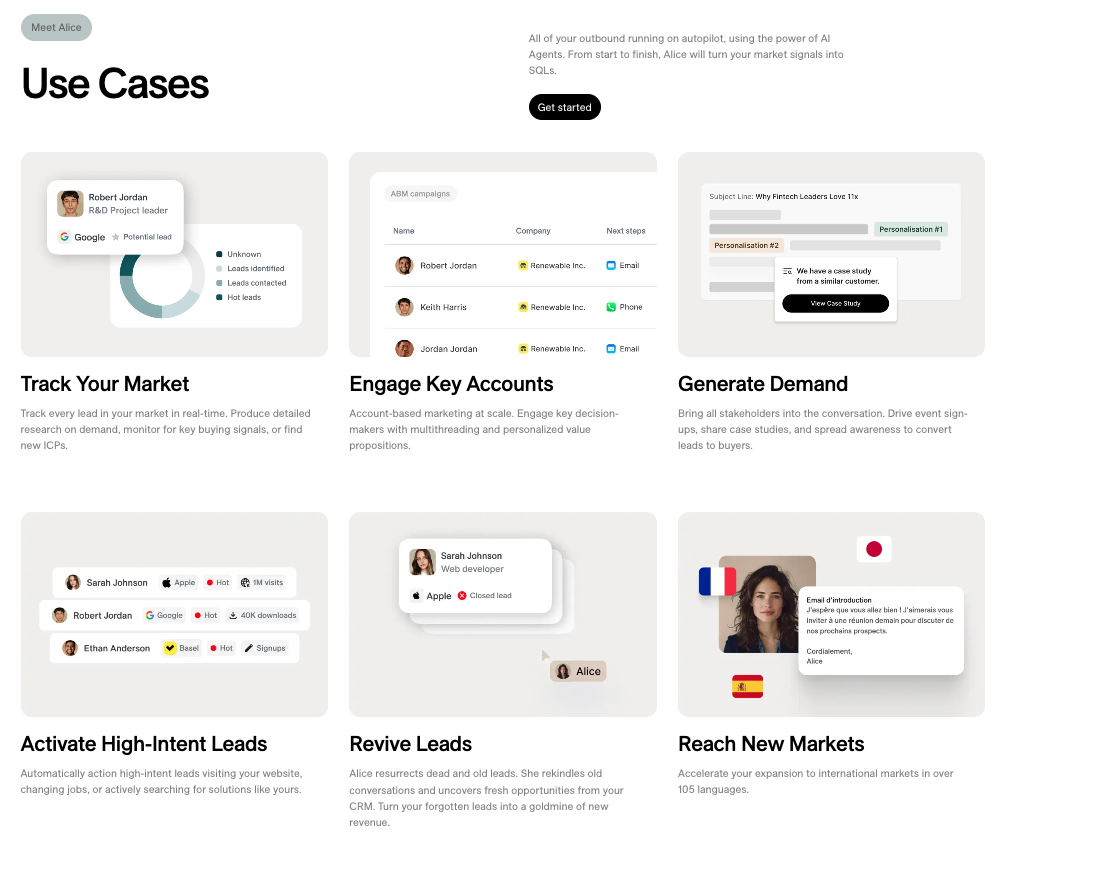 Meet Alice
Use Cases
All of your outbound running on autopilot, using the power of AI
Agents. From start to finish, Alice will turn your market signals into
SQLs.
Get started
Robert Jordan
R&D Project leader
Google
Potential lead
Unknown
Leads identified
Leads contacted
Hot leads
Track Your Market
Track every lead in your market in real-time. Produce detailed
research on demand, monitor for key buying signals, or find
new ICPs.
ABM campaigns
Name Company Next steps
Robert Jordan Renewable Inc. Email
Keith Harris Renewable Inc. Phone
Jordan Jordan Renewable Inc. Email
Engage Key Accounts
Account-based marketing at scale. Engage key decision-
makers with multithreading and personalized value
propositions.
Subject Line: Why Fintech Leaders Love 11x
Personalisation #1
Personalisation #2
We have a case study
from a similar customer.
View Case Study
Generate Demand
Bring all stakeholders into the conversation. Drive event sign-
ups, share case studies, and spread awareness to convert
leads to buyers.
Sarah Johnson Apple Hot 1M visits
Robert Jordan Google Hot 40K downloads
Ethan Anderson Basel Hot Signups
Activate High-Intent Leads
Automatically action high-intent leads visiting your website,
changing jobs, or actively searching for solutions like yours.
Sarah Johnson
Web developer
Apple Closed lead
Alice
Revive Leads
Alice resurrects dead and old leads. She rekindles old
conversations and uncovers fresh opportunities from your
CRM. Turn your forgotten leads into a goldmine of new
revenue.
Email d'introduction
J'espère que vous allez bien ! J'aimerais vous
inviter à une réunion demain pour discuter de
nos prochains prospects.
Cordialement,
Alice
Reach New Markets
Accelerate your expansion to international markets in over
105 languages.